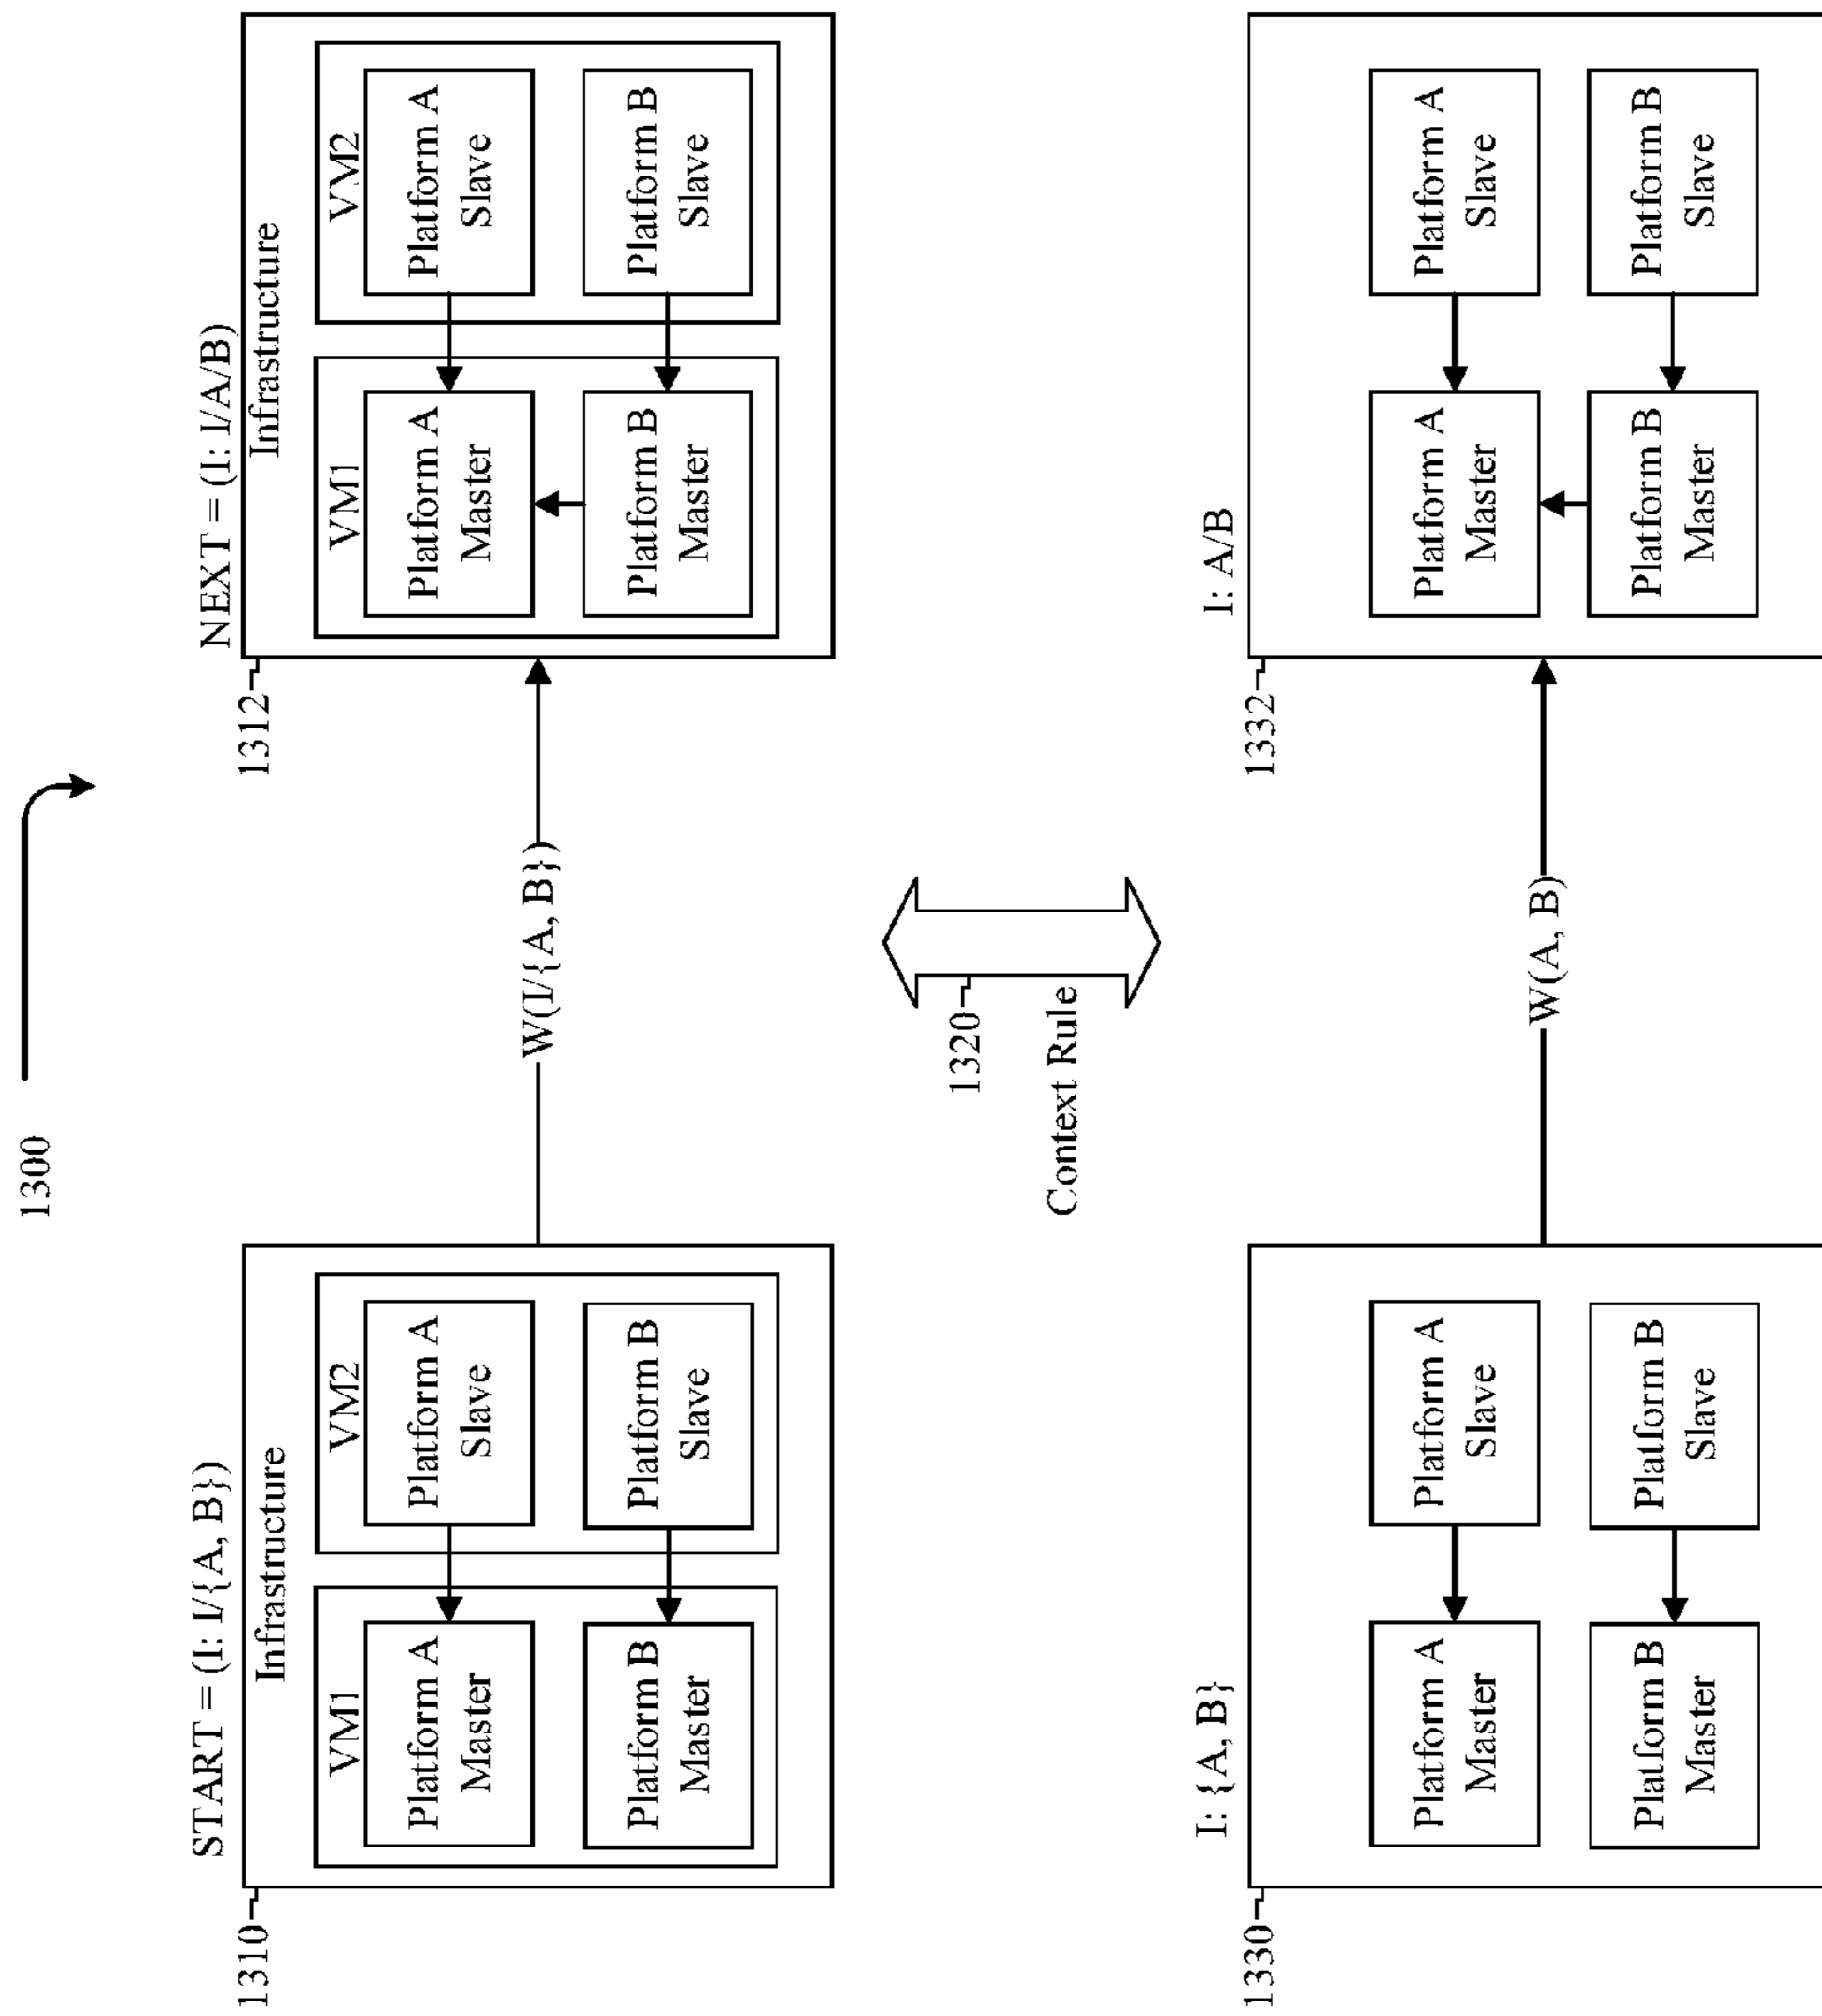 1300
START = (I: I/{A, B})
1310
Infrastructure
VM1
VM2
Platform A
Master
Platform A
Slave
Platform B
Master
Platform B
Slave
W(I/{A, B})
NEXT = (I: I/A/B)
1312
Infrastructure
VM1
VM2
Platform A
Master
Platform A
Slave
Platform B
Master
Platform B
Slave
1320
Context Rule
I: {A, B}
1330
Platform A
Master
Platform A
Slave
Platform B
Master
Platform B
Slave
W(A, B)
I: A/B
1332
Platform A
Master
Platform A
Slave
Platform B
Master
Platform B
Slave